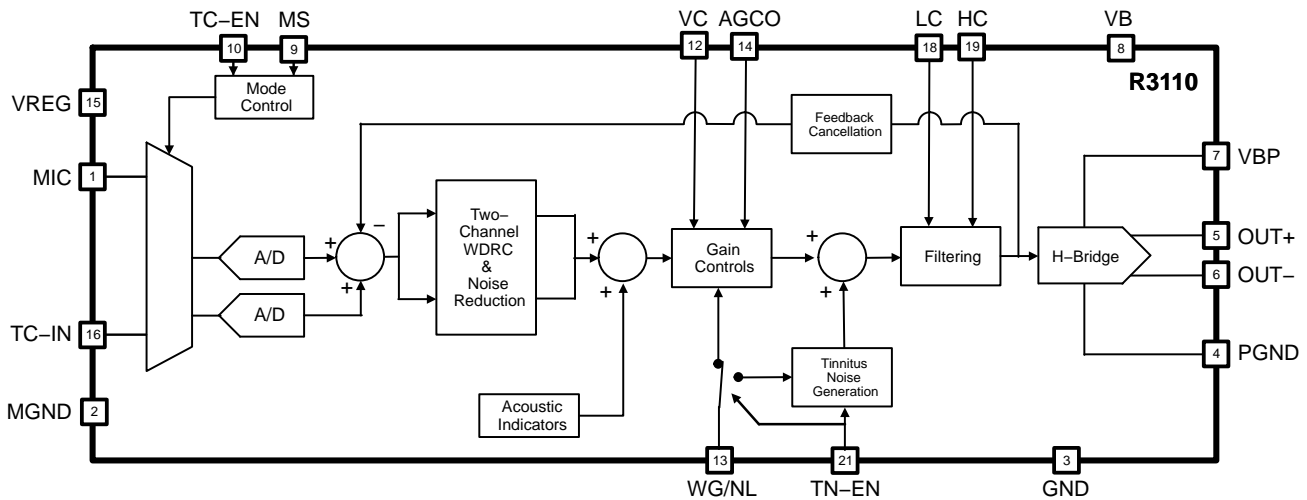 TC−EN MS VC AGCO LC HC VB
10 9 12 14 18 19 8
R3110
VREG 15
Mode
Control
Feedback
Cancellation
MIC 1
7 VBP
Two−
Channel
WDRC
&
Noise
Reduction
A/D
+ −
+
+
+
Gain
Controls
+
+
Filtering
H−Bridge
5 OUT+
6 OUT−
A/D
TC−IN 16
4 PGND
Tinnitus
Noise
Generation
MGND 2
Acoustic
Indicators
13 21 3
WG/NL TN−EN GND